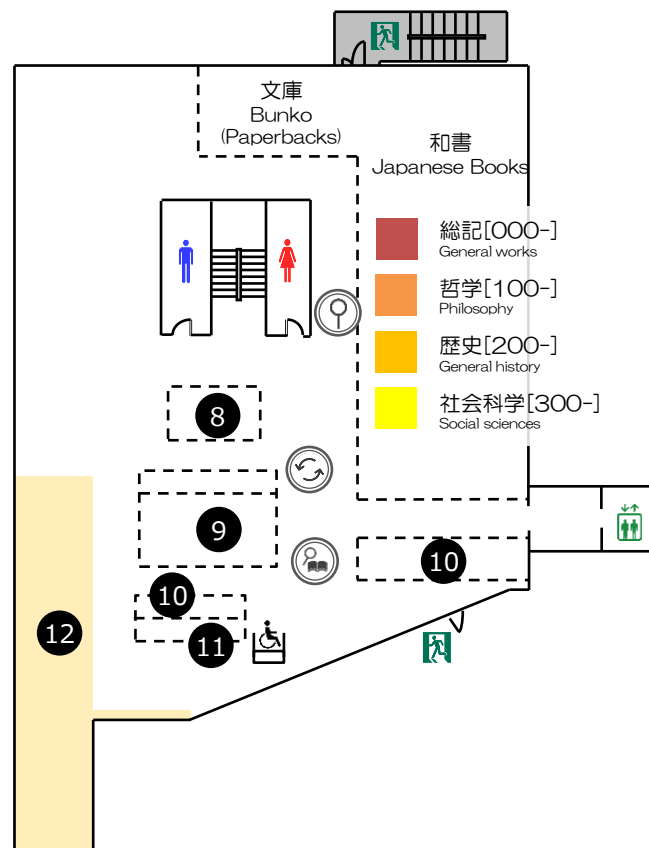 文庫
Bunko
(Paperbacks)
和書
Japanese Books
総記[000-]
General works
哲学[100-]
Philosophy
歴史[200-]
General history
社会科学[300-]
Social sciences
8
9
10
10
11
12